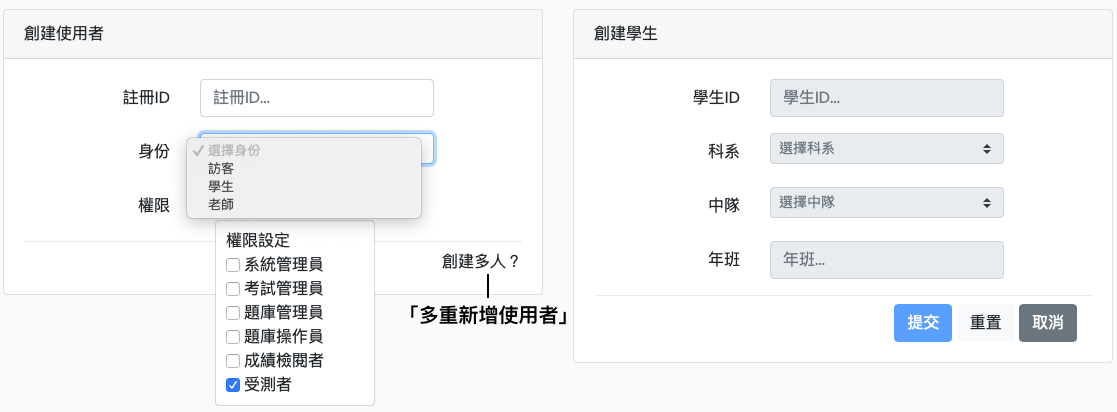 創建使用者
註冊ID
註冊ID...
身份
選擇身份
訪客
學生
老師
權限
權限設定
系統管理員
考試管理員
題庫管理員
題庫操作員
成績檢閱者
受測者
創建多人？
「多重新增使用者」
創建學生
學生ID
學生ID...
科系
選擇科系
中隊
選擇中隊
年班
年班...
提交
重置
取消